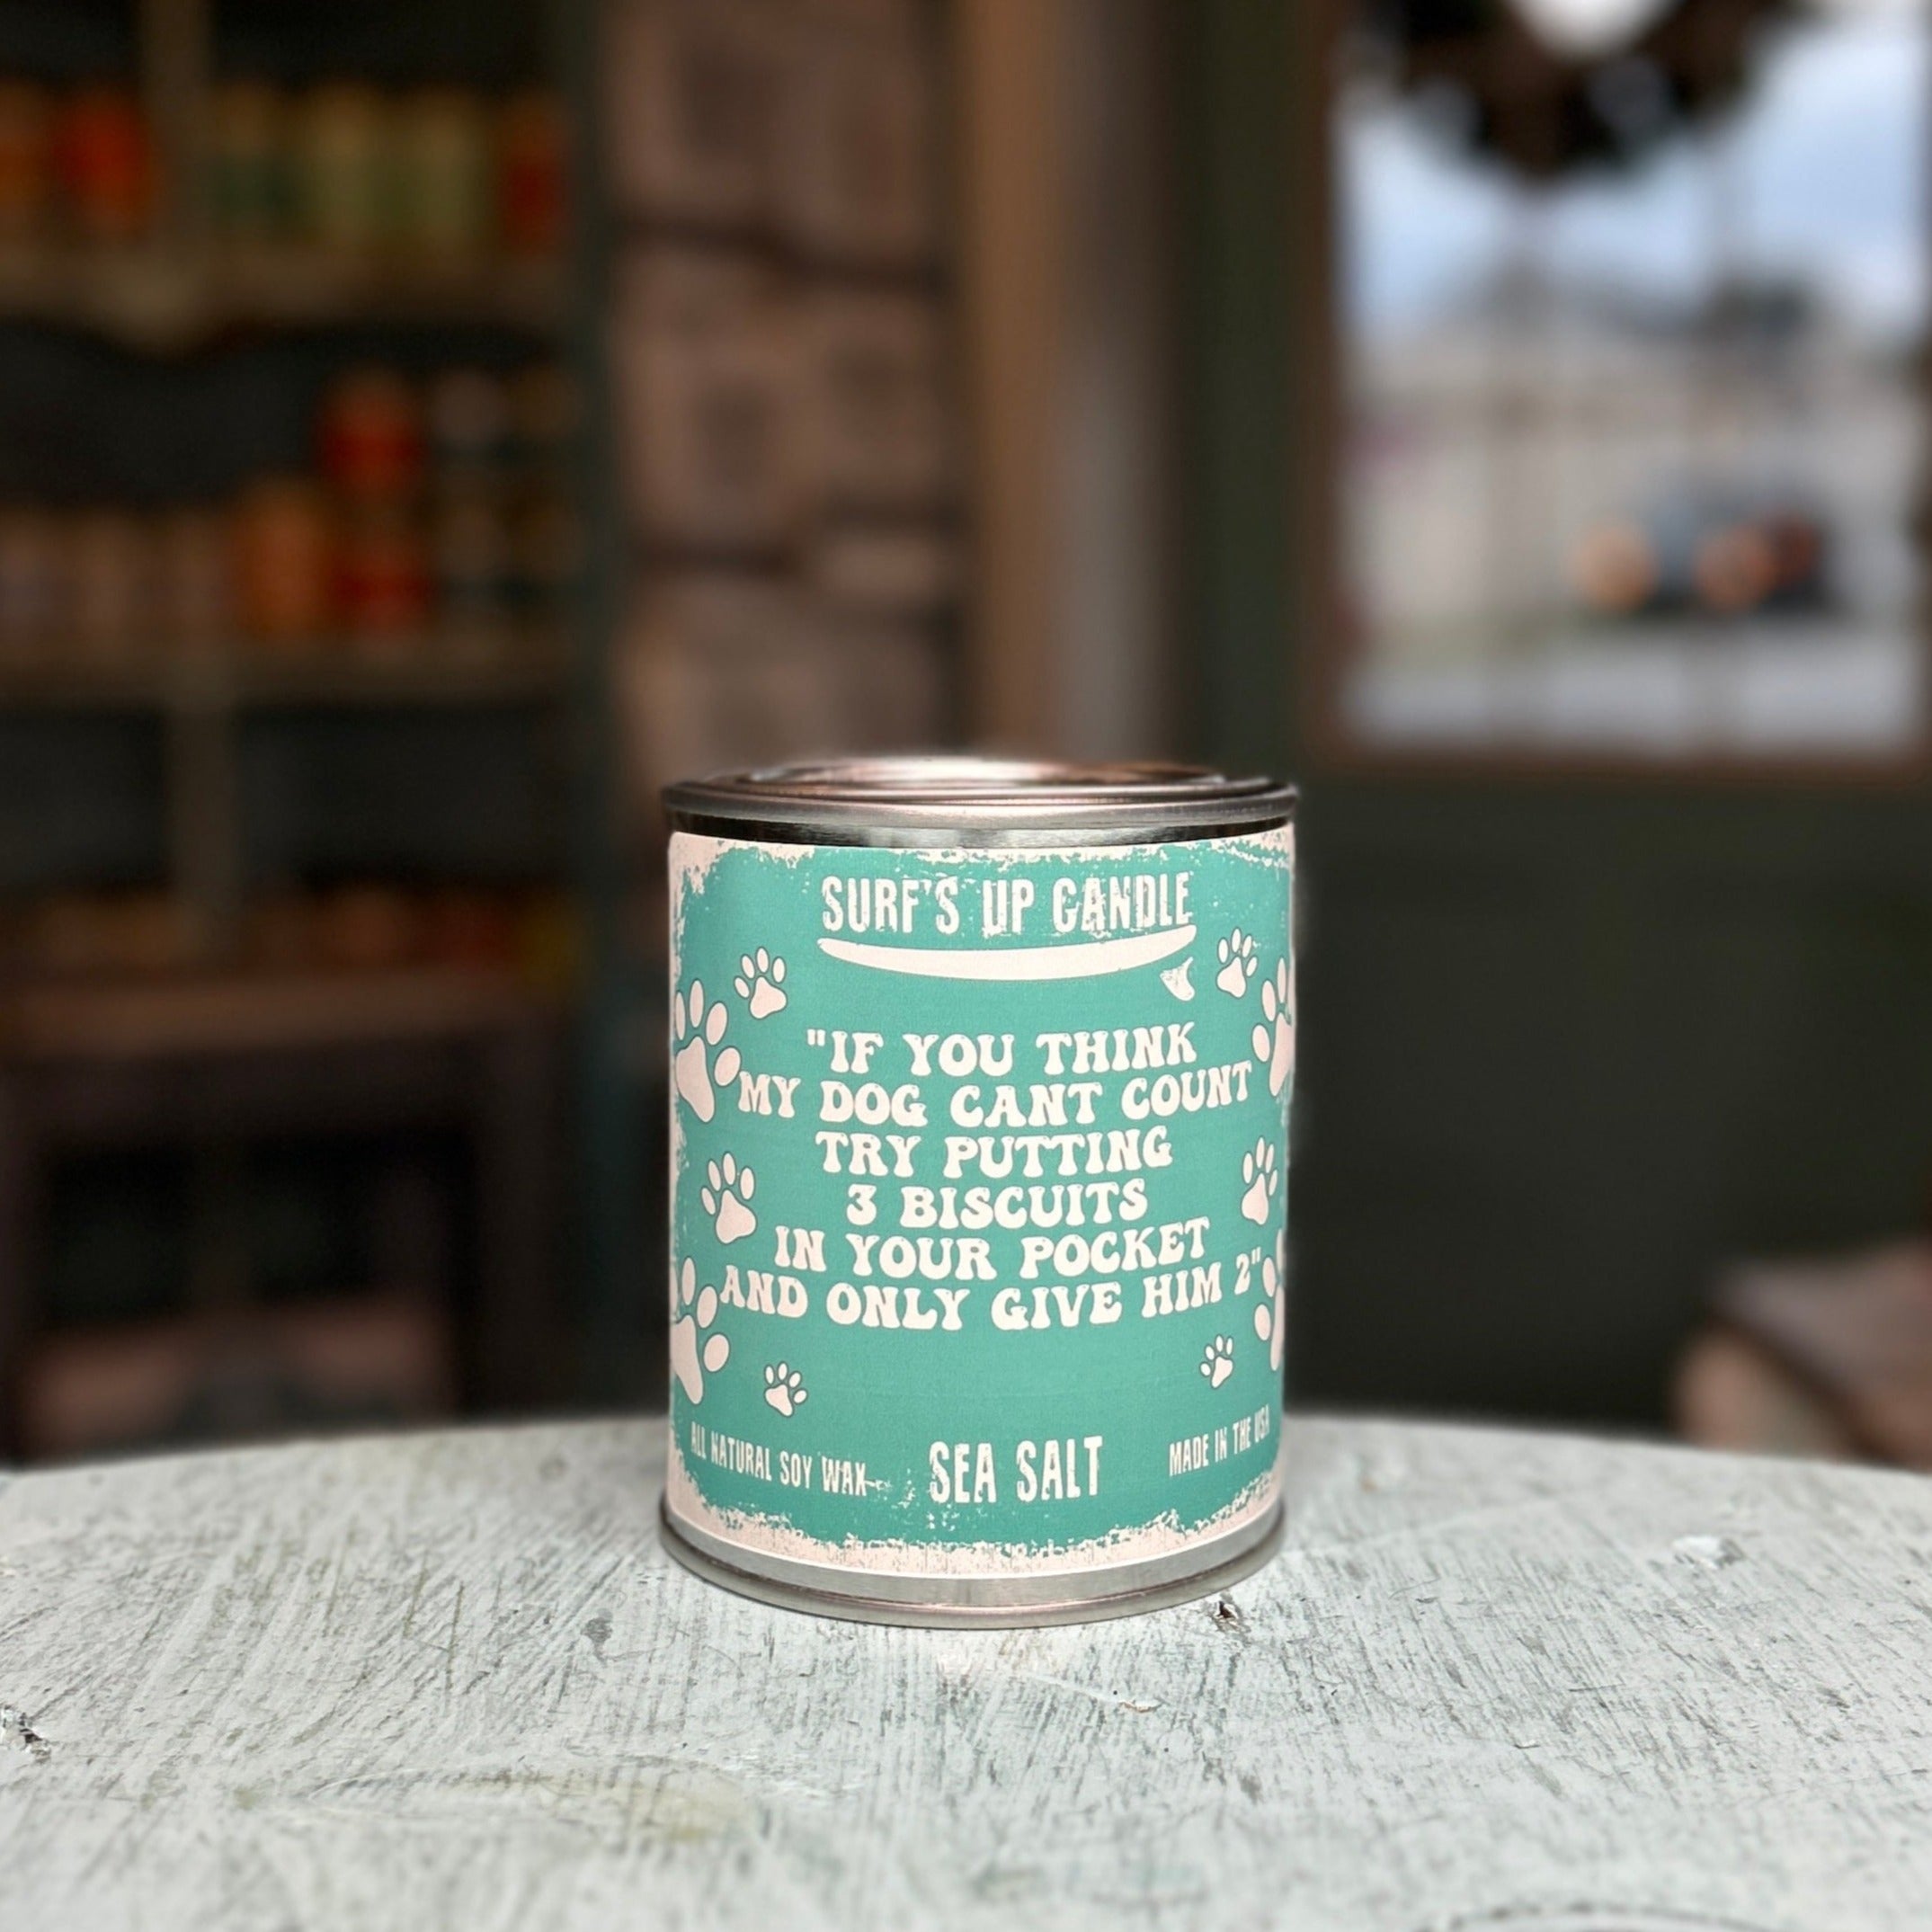 SURF'S UP CANDLE
"IF YOU THINK
MY DOG CANT COUNT
TRY PUTTING
3 BISCUITS
IN YOUR POCKET
AND ONLY GIVE HIM 2"
ALL NATURAL SOY WAX
SEA SALT
MADE IN THE USA